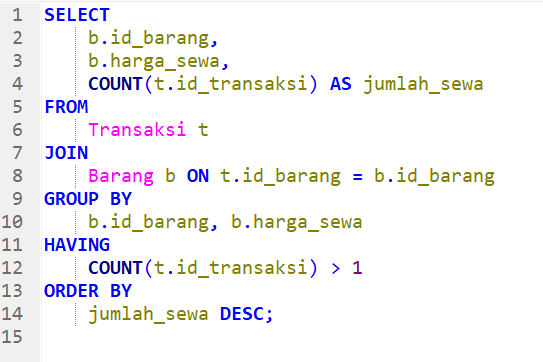 1 SELECT
2 b.id_barang,
3 b.harga_sewa,
4 COUNT(t.id_transaksi) AS jumlah_sewa
5 FROM
6 Transaksi t
7 JOIN
8 Barang b ON t.id_barang = b.id_barang
9 GROUP BY
10 b.id_barang, b.harga_sewa
11 HAVING
12 COUNT(t.id_transaksi) > 1
13 ORDER BY
14 jumlah_sewa DESC;
15